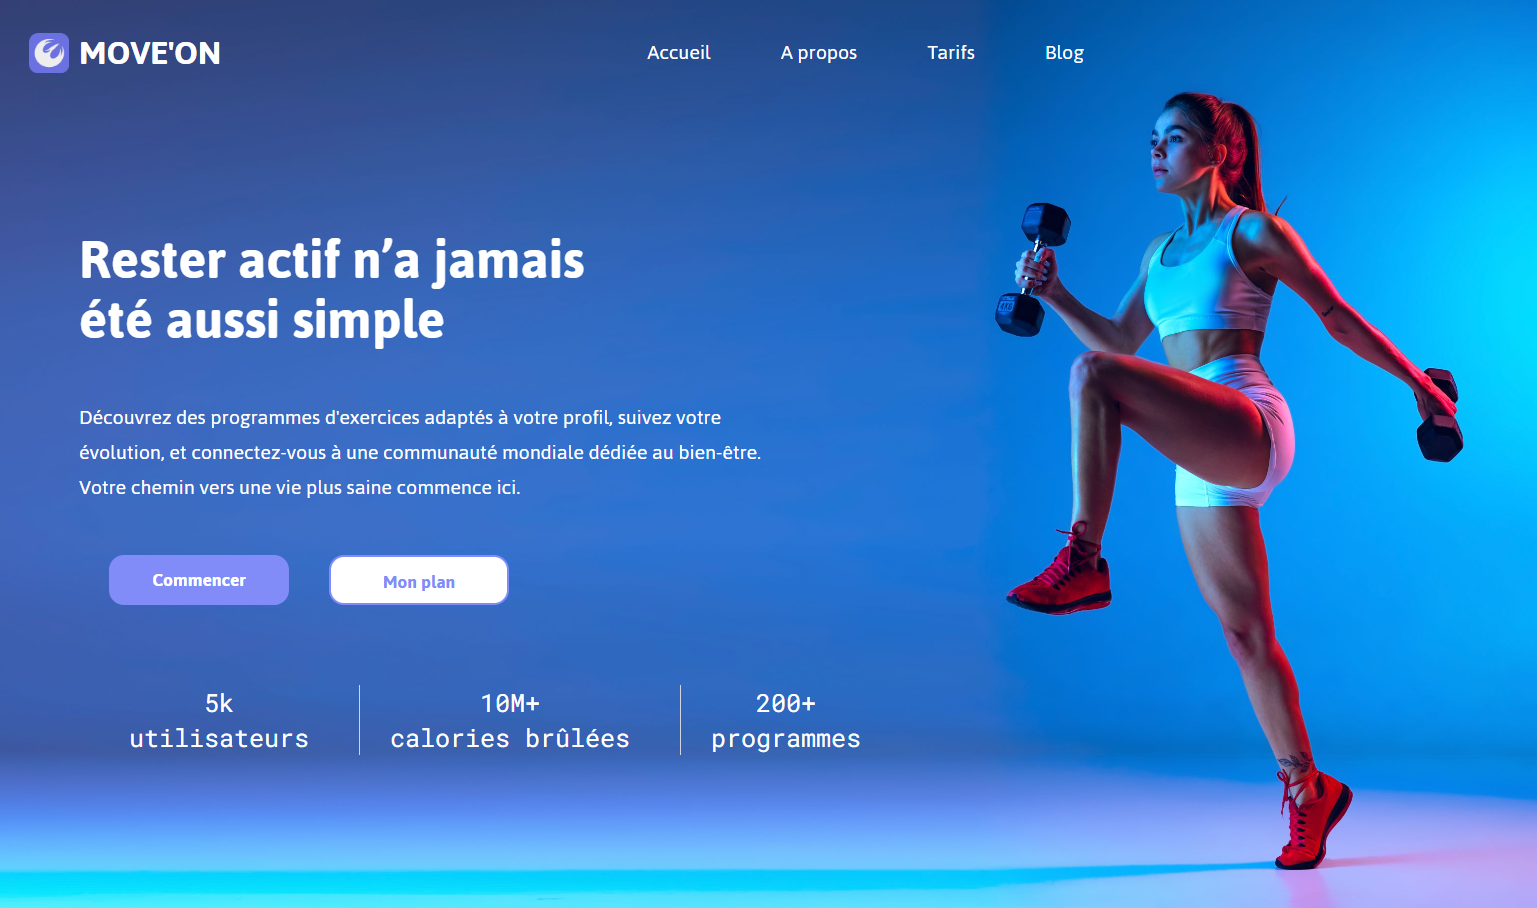 MOVE'ON
Accueil
A propos
Tarifs
Blog
Rester actif n’a jamais
été aussi simple
Découvrez des programmes d'exercices adaptés à votre profil, suivez votre
évolution, et connectez-vous à une communauté mondiale dédiée au bien-être.
Votre chemin vers une vie plus saine commence ici.
Commencer
Mon plan
5k
utilisateurs
10M+
calories brûlées
200+
programmes